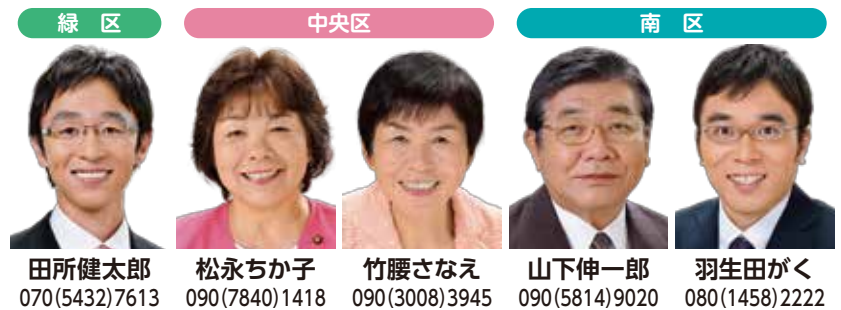 緑 区
中央区
南 区
田所健太郎
070(5432)7613
松永ちか子
090(7840)1418
竹腰さなえ
090(3008)3945
山下伸一郎
090(5814)9020
羽生田がく
080(1458)2222